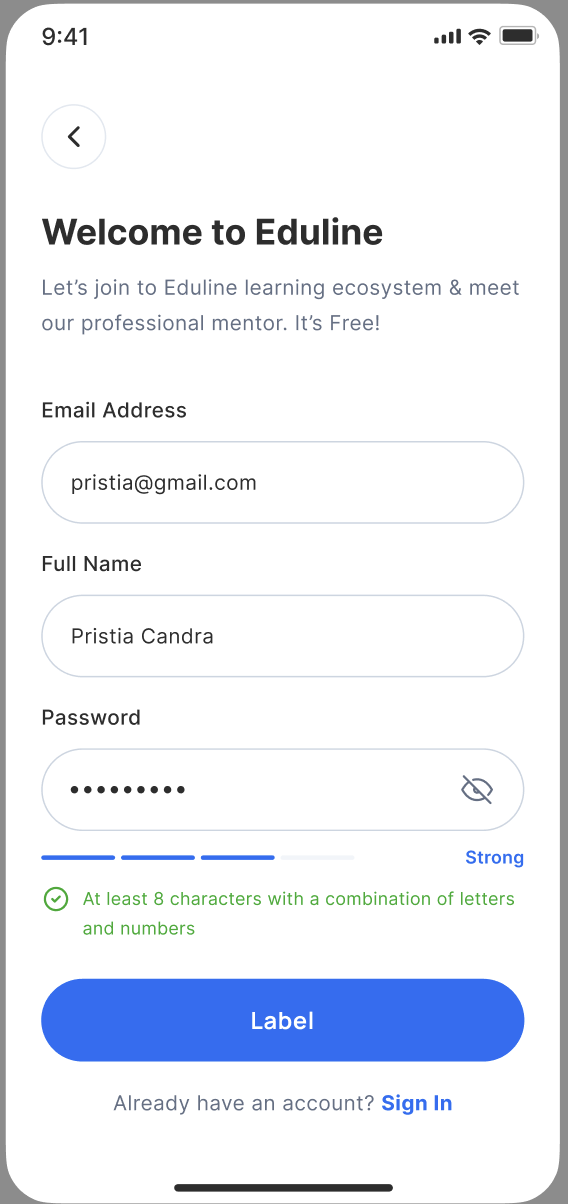 9:41
Welcome to Eduline
Let’s join to Eduline learning ecosystem & meet
our professional mentor. It’s Free!
Email Address
pristia@gmail.com
Full Name
Pristia Candra
Password
•••••••••
Strong
At least 8 characters with a combination of letters
and numbers
Label
Already have an account? Sign In